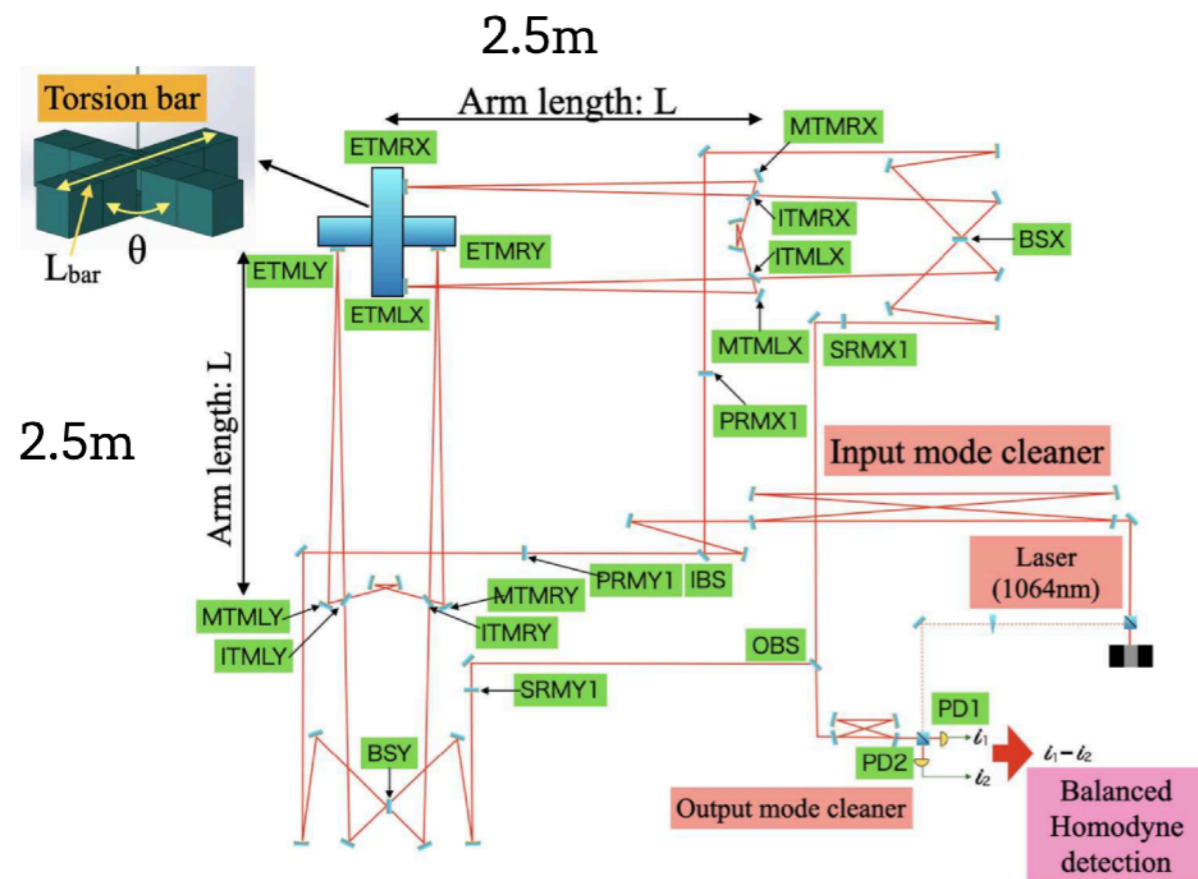 2.5m
Arm length: L
Torsion bar
L_bar
θ
ETMRX
MTMRX
ITMRX
BSX
ETMLY
ETMRY
ITMLX
ETMLX
MTMLX
SRMX1
Arm length: L
2.5m
PRMX1
Input mode cleaner
PRMY1
IBS
Laser
(1064nm)
MTMLY
MTMRY
ITMLY
ITMRY
OBS
SRMY1
BSY
PD1
i₁
PD2
i₂
i₁-i₂
Output mode cleaner
Balanced
Homodyne
detection